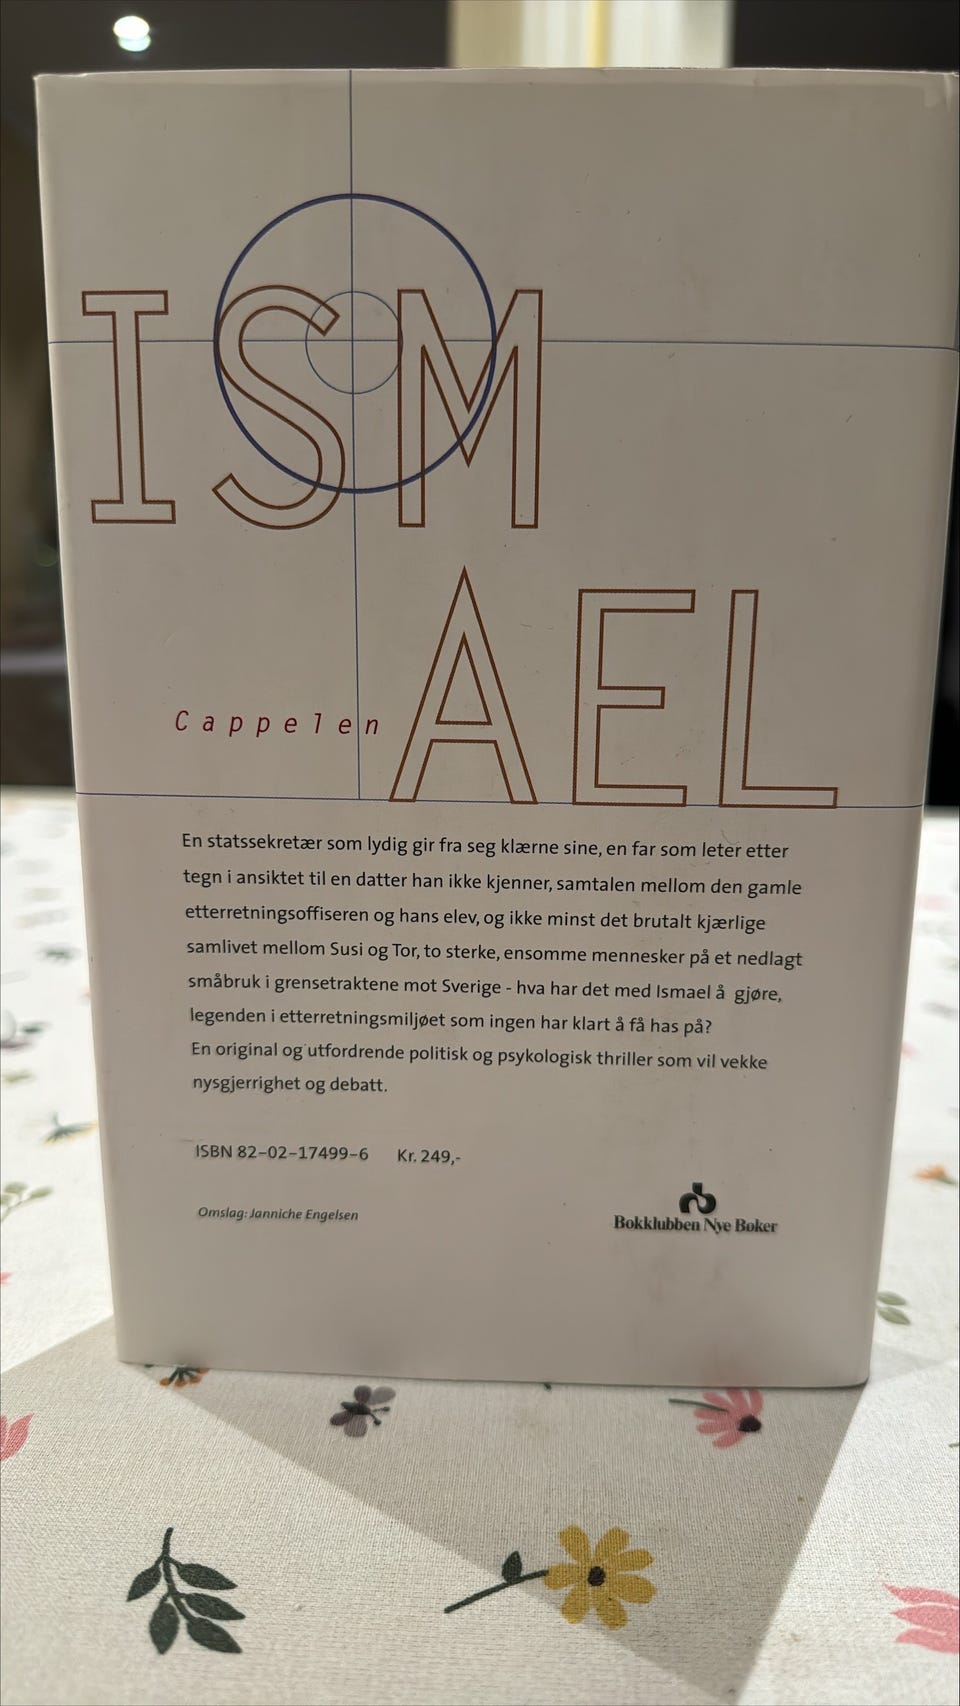 ISM
AEL
Cappelen
En statssekretær som lydig gir fra seg klærne sine, en far som leter etter
tegn i ansiktet til en datter han ikke kjenner, samtalen mellom den gamle
etterretningsoffiseren og hans elev, og ikke minst det brutalt kjærlige
samlivet mellom Susi og Tor, to sterke, ensomme mennesker på et nedlagt
småbruk i grensetraktene mot Sverige - hva har det med Ismael å gjøre,
legenden i etterretningsmiljøet som ingen har klart å få has på?
En original og utfordrende politisk og psykologisk thriller som vil vekke
nysgjerrighet og debatt.
ISBN 82-02-17499-6 Kr. 249,-
Omslag: Janniche Engelsen
Bokklubben Nye Bøker